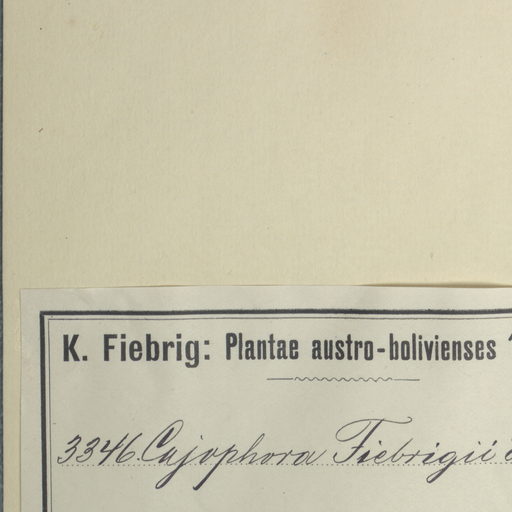 K. Fiebrig: Plantae austro-bolivienses
3346. Cajophora Fiebrigii